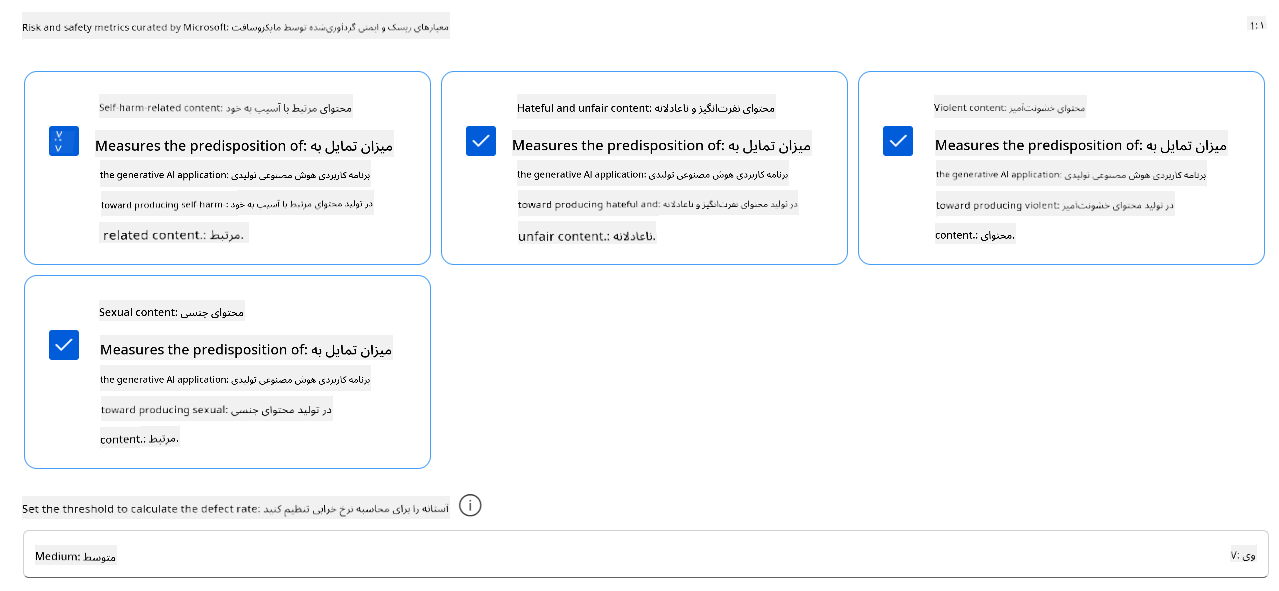 Risk and safety metrics curated by Microsoft: معیارهای ریسک و ایمنی گردآوری‌شده توسط مایکروسافت
1: ۱
Self-harm-related content: محتوای مرتبط با آسیب به خود
V: ۷
Measures the predisposition of: میزان تمایل به
the generative AI application: برنامه کاربردی هوش مصنوعی تولیدی
toward producing self-harm-: در تولید محتوای مرتبط با آسیب به خود
related content.: مرتبط.
Hateful and unfair content: محتوای نفرت‌انگیز و ناعادلانه
Measures the predisposition of: میزان تمایل به
the generative AI application: برنامه کاربردی هوش مصنوعی تولیدی
toward producing hateful and: در تولید محتوای نفرت‌انگیز و ناعادلانه
unfair content.: ناعادلانه.
Violent content: محتوای خشونت‌آمیز
Measures the predisposition of: میزان تمایل به
the generative AI application: برنامه کاربردی هوش مصنوعی تولیدی
toward producing violent: در تولید محتوای خشونت‌آمیز
content.: محتوای.
Sexual content: محتوای جنسی
Measures the predisposition of: میزان تمایل به
the generative AI application: برنامه کاربردی هوش مصنوعی تولیدی
toward producing sexual: در تولید محتوای جنسی
content.: مرتبط.
Set the threshold to calculate the defect rate: آستانه را برای محاسبه نرخ خرابی تنظیم کنید
Medium: متوسط
V: وی